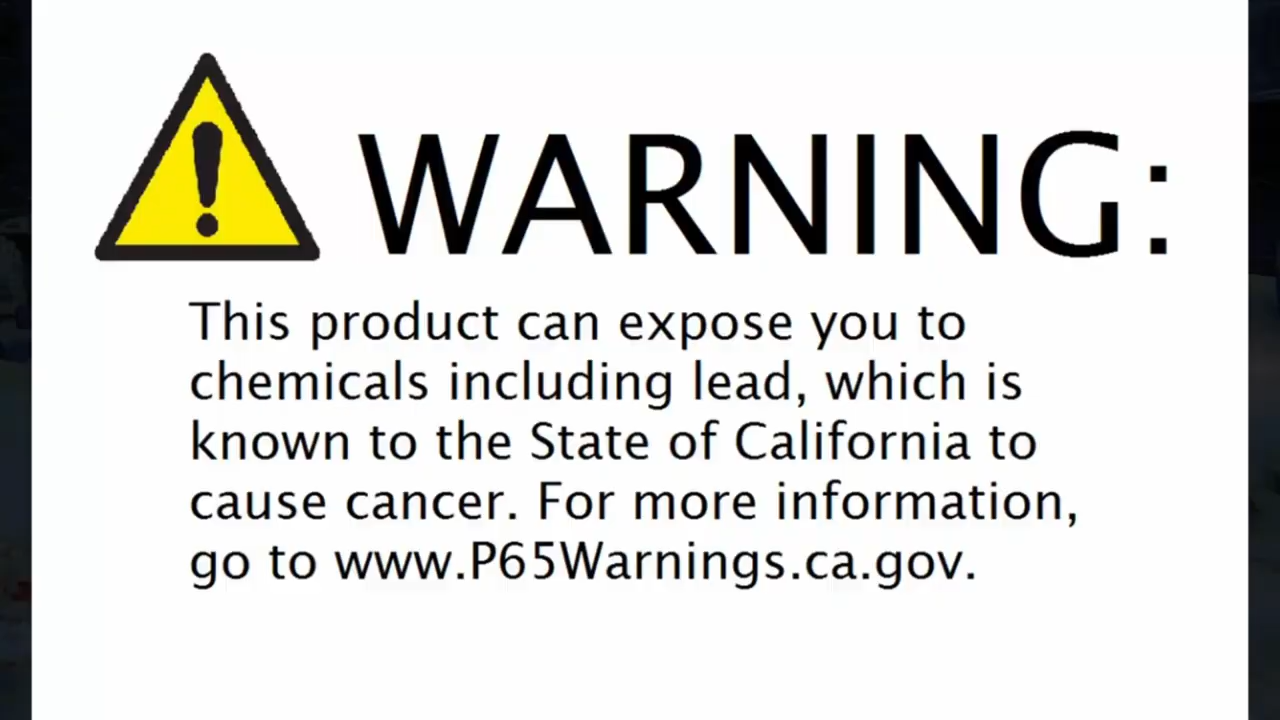 WARNING:
This product can expose you to
chemicals including lead, which is
known to the State of California to
cause cancer. For more information,
go to www.P65Warnings.ca.gov.